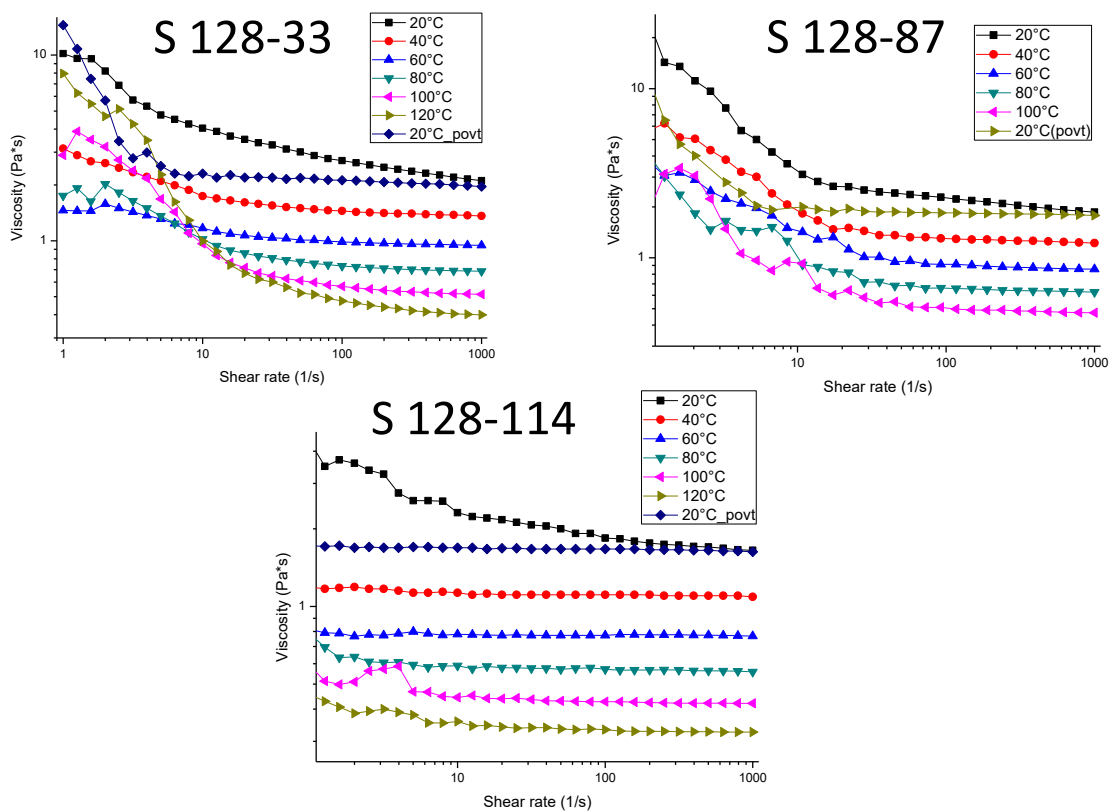 S 128-33
20°C
40°C
60°C
80°C
100°C
120°C
20°C_povt
Viscosity (Pa*s)
10
1
1
10
100
1000
Shear rate (1/s)
S 128-87
20°C
40°C
60°C
80°C
100°C
20°C(povt)
Viscosity (Pa*s)
10
1
10
100
1000
Shear rate (1/s)
S 128-114
20°C
40°C
60°C
80°C
100°C
120°C
20°C_povt
Viscosity (Pa*s)
1
10
100
1000
Shear rate (1/s)